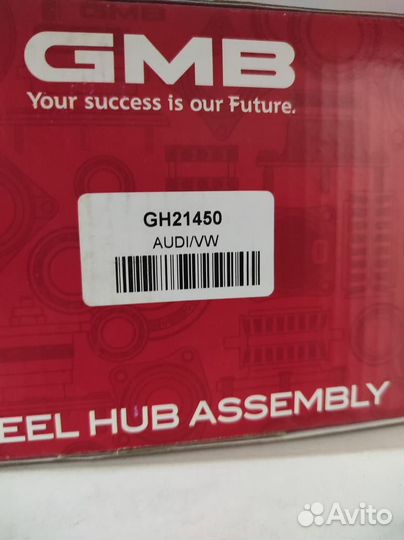 GMB
Your success is our Future.
GH21450
AUDI/VW
EEL HUB ASSEMBLY
Avito